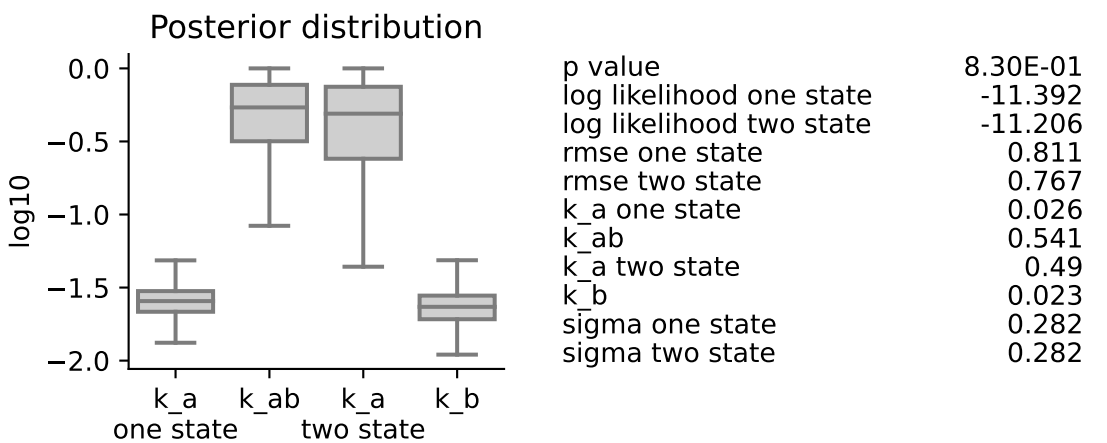 Posterior distribution
log10
0.0
−0.5
−1.0
−1.5
−2.0
k_a k_ab k_a k_b
one state two state
p value 8.30E-01
log likelihood one state -11.392
log likelihood two state -11.206
rmse one state 0.811
rmse two state 0.767
k_a one state 0.026
k_ab 0.541
k_a two state 0.49
k_b 0.023
sigma one state 0.282
sigma two state 0.282